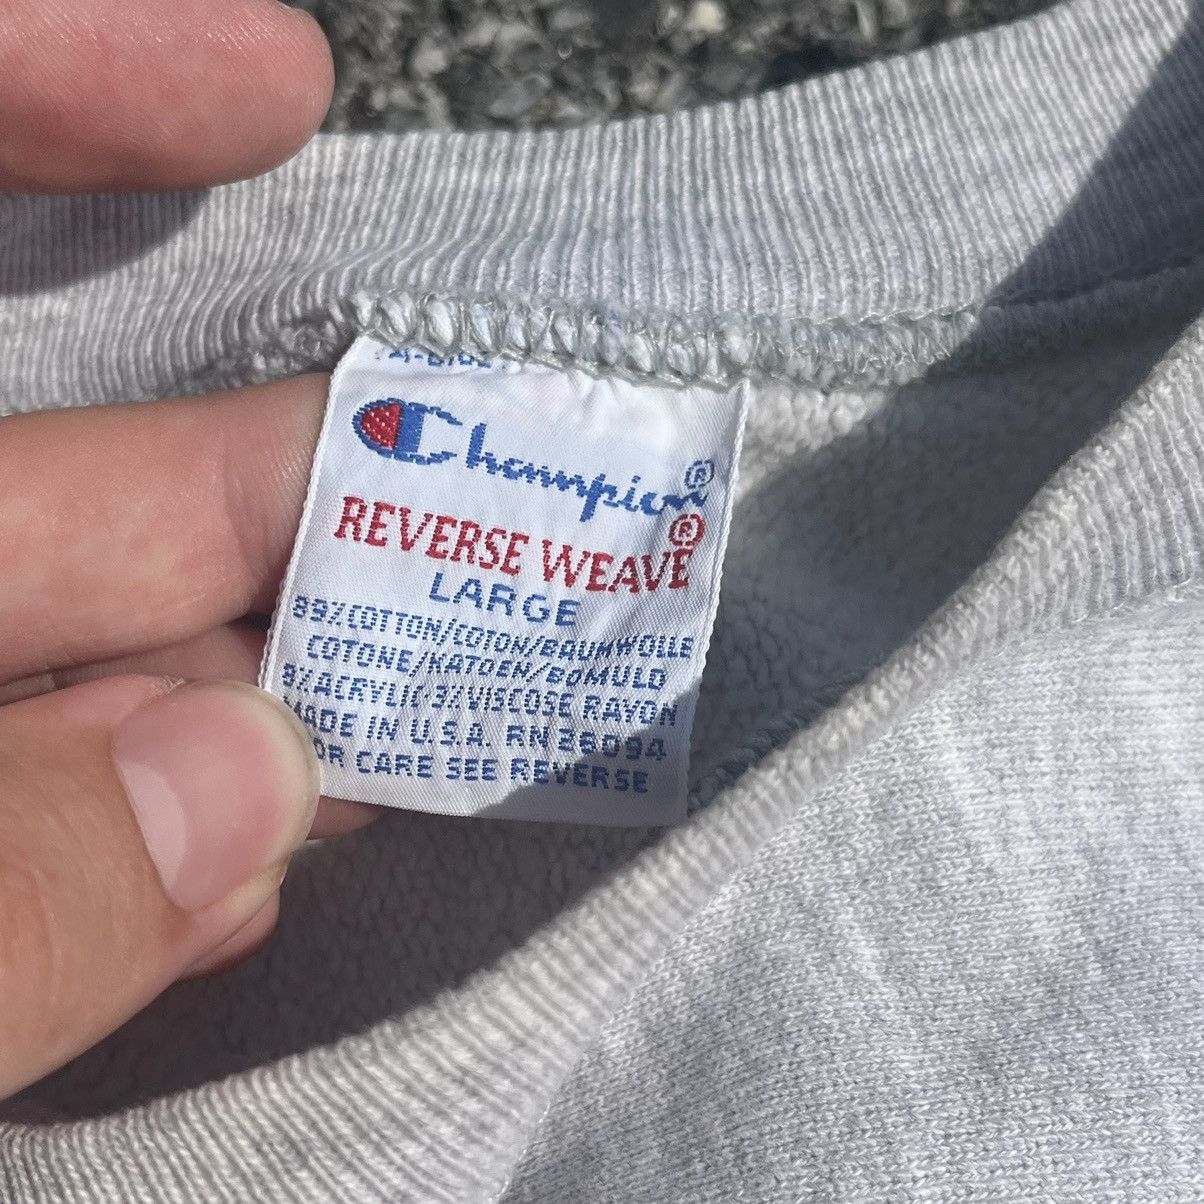 Champion®
REVERSE WEAVE®
LARGE
89% COTTON/COTON/BAUMWOLLE
COTONE/KATOEN/BOMULD
8% ACRYLIC 3% VISCOSE RAYON
MADE IN U.S.A. RN 26094
OR CARE SEE REVERSE